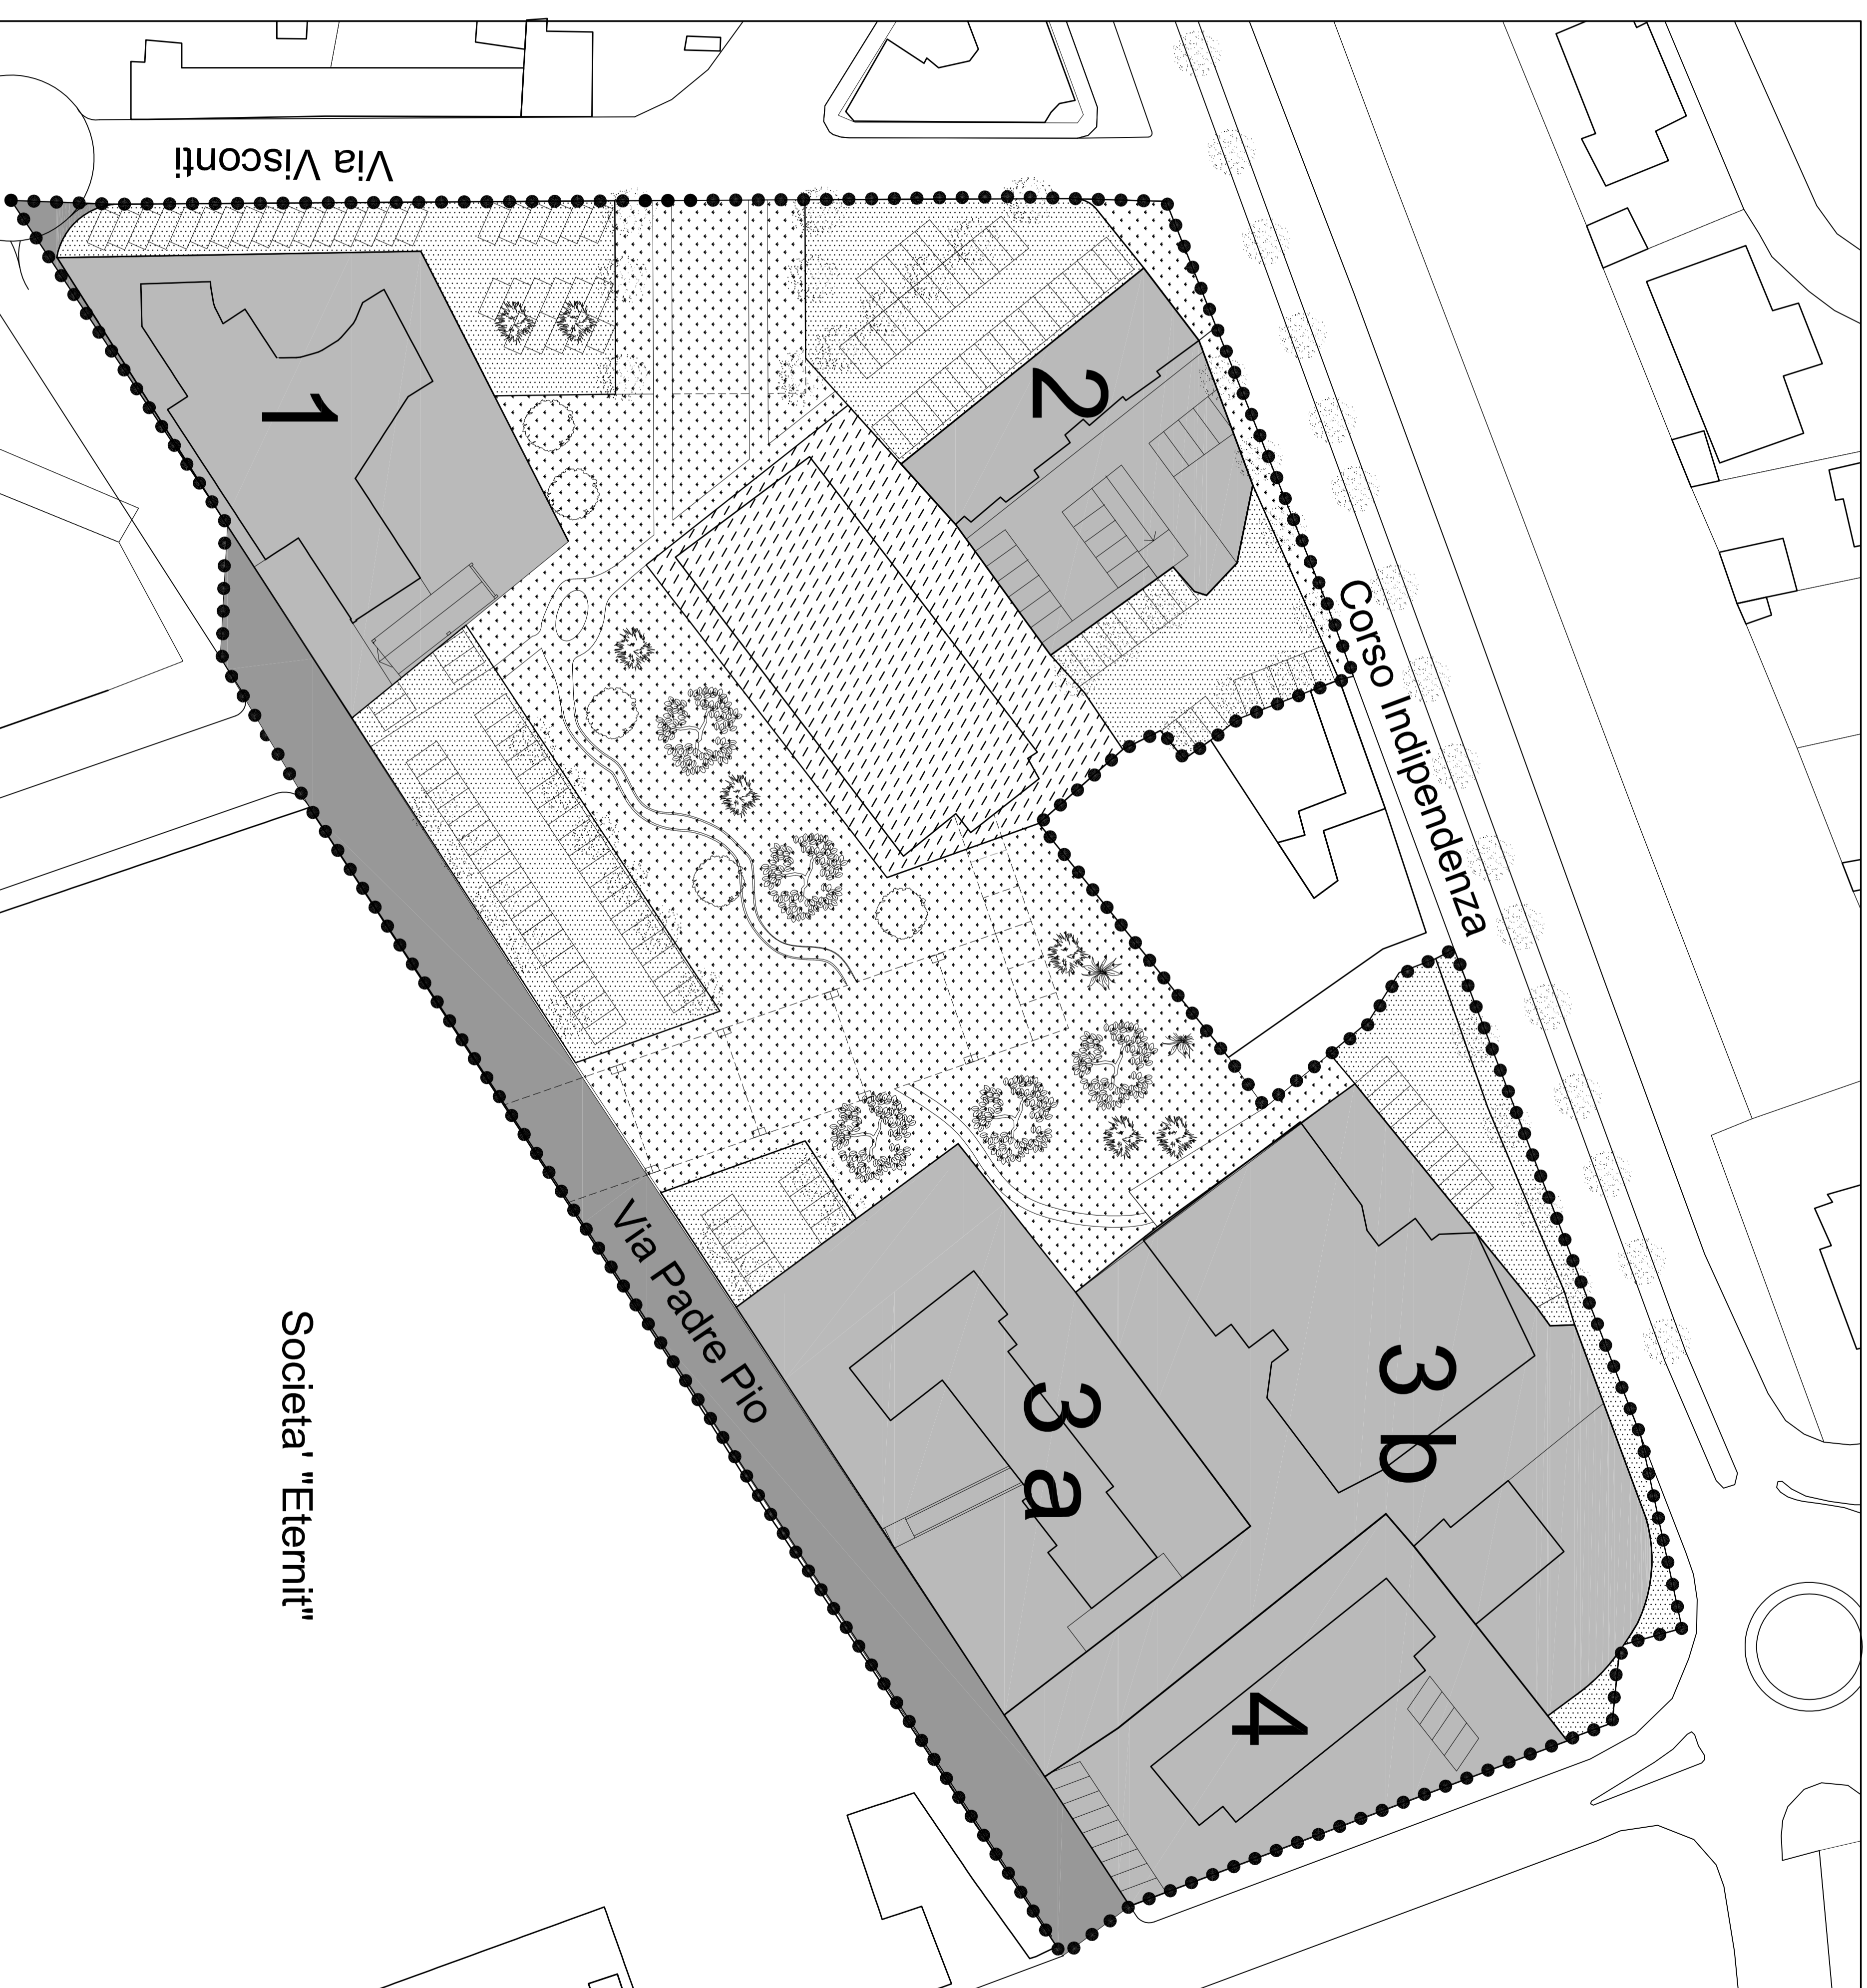 Via Visconti
1
2
Corso Indipendenza
Via Padre Pio
3 a
3 b
4
Societa' "Eternit"